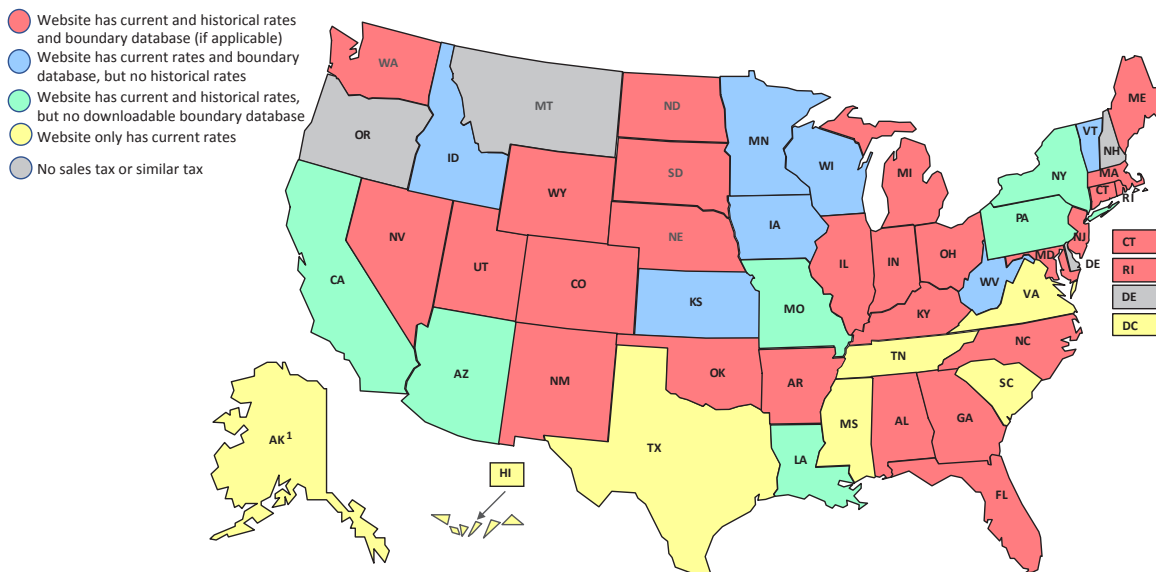 Website has current and historical rates
and boundary database (if applicable)
Website has current rates and boundary
database, but no historical rates
Website has current and historical rates,
but no downloadable boundary database
Website only has current rates
No sales tax or similar tax
WA
MT
ND
ME
OR
ID
MN
VT
NH
WI
SD
MI
NY
MA
CT
RI
WY
PA
NE
IA
NJ
NV
OH
MD
CT
IL
IN
DE
RI
UT
CA
CO
WV
VA
DE
KS
MO
KY
DC
NC
TN
AZ
OK
NM
AR
SC
MS
AL
GA
AK1
TX
LA
HI
FL